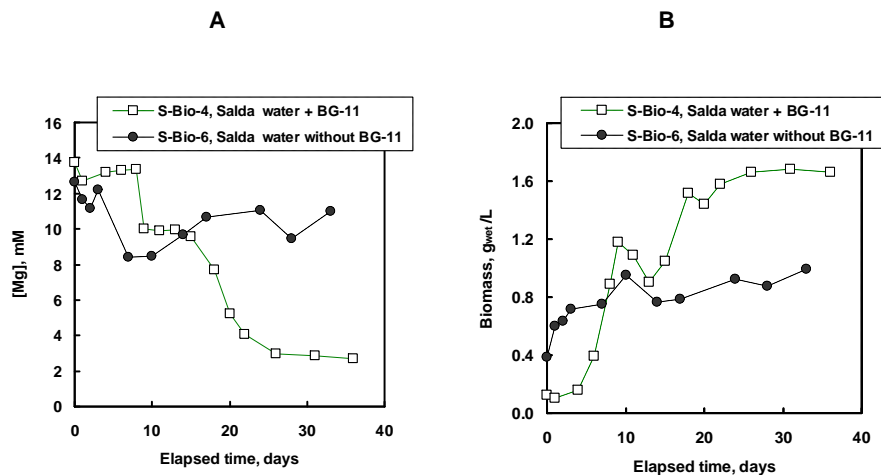 A
S-Bio-4, Salda water + BG-11
S-Bio-6, Salda water without BG-11
16
14
12
10
8
6
4
2
0
[Mg], mM
0 10 20 30 40
Elapsed time, days
B
S-Bio-4, Salda water + BG-11
S-Bio-6, Salda water without BG-11
2.0
1.6
1.2
0.8
0.4
0.0
Biomass, gwet/L
0 10 20 30 40
Elapsed time, days